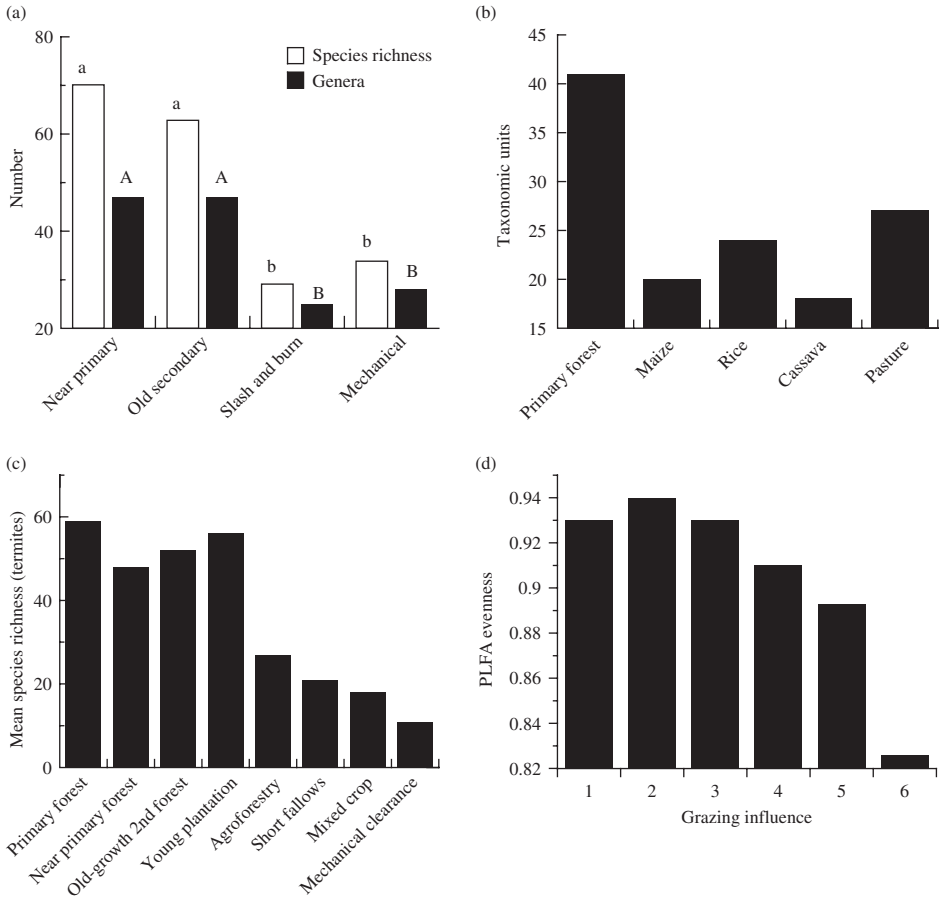 (a)
80
60
40
20
Number
a
A
a
A
b
B
b
B
Species richness
Genera
Near primary
Old secondary
Slash and burn
Mechanical
(b)
45
40
35
30
25
20
15
Taxonomic units
Primary forest
Maize
Rice
Cassava
Pasture
(c)
60
40
20
0
Mean species richness (termites)
Primary forest
Near primary forest
Old-growth 2nd forest
Young plantation
Agroforestry
Short fallows
Mixed crop
Mechanical clearance
(d)
0.94
0.92
0.9
0.88
0.86
0.84
0.82
PLFA evenness
1 2 3 4 5 6
Grazing influence